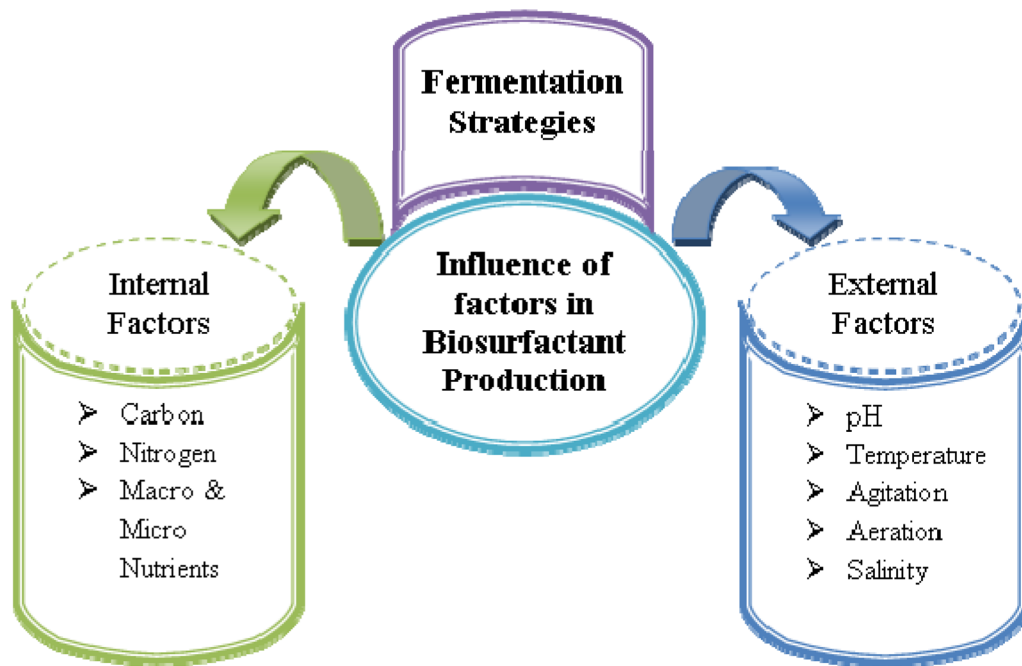 Fermentation
Strategies
Influence of
factors in
Biosurfactant
Production
Internal
Factors
➤ Carbon
➤ Nitrogen
➤ Macro &
Micro
Nutrients
External
Factors
➤ pH
➤ Temperature
➤ Agitation
➤ Aeration
➤ Salinity